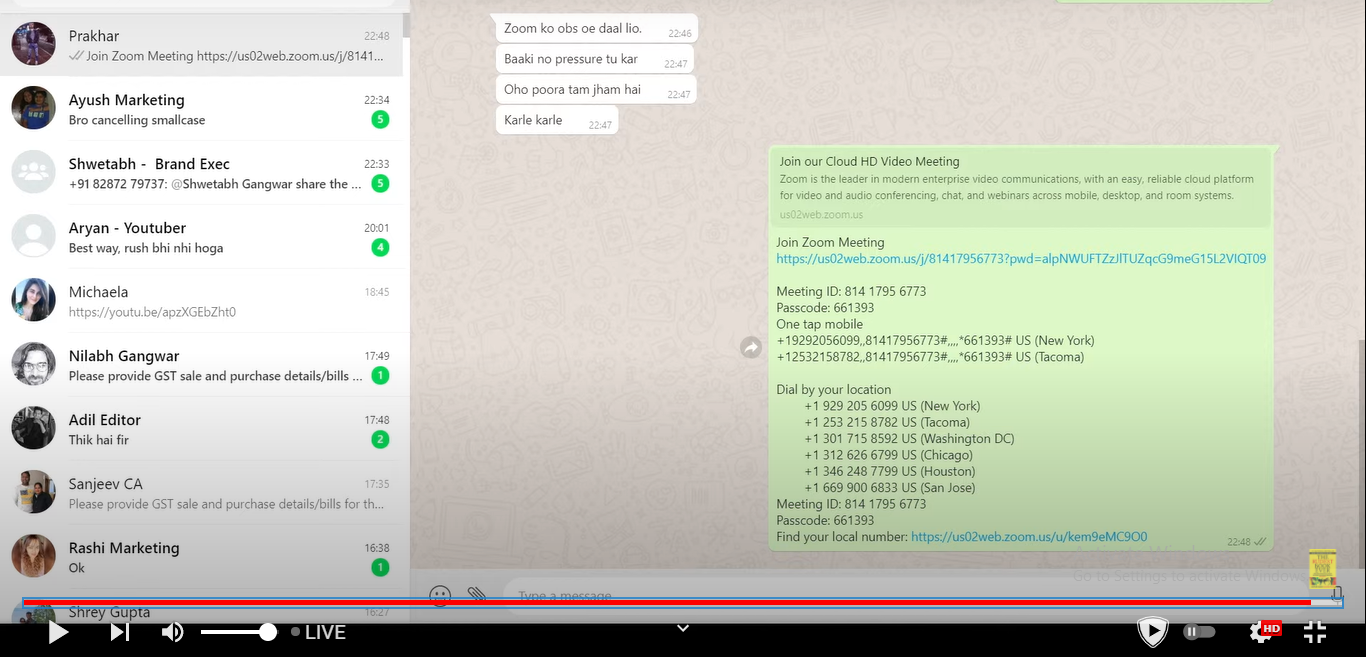 Prakhar
22:48
Join Zoom Meeting https://us02web.zoom.us/j/8141...
Ayush Marketing
22:34
Bro cancelling smallcase
5
Shwetabh - Brand Exec
22:33
+91 82872 79737: @Shwetabh Gangwar share the ...
5
Aryan - Youtuber
20:01
Best way, rush bhi nhi hoga
4
Michaela
18:45
https://youtu.be/apzXGEbZht0
Nilabh Gangwar
17:49
Please provide GST sale and purchase details/bills ...
1
Adil Editor
17:48
Thik hai fir
2
Sanjeev CA
17:35
Please provide GST sale and purchase details/bills for th...
Rashi Marketing
16:38
Ok
1
Shrey Gupta
16:27
Zoom ko obs oe daal lio.
22:46
Baaki no pressure tu kar
22:47
Oho poora tam jham hai
22:47
Karle karle
22:47
Join our Cloud HD Video Meeting
Zoom is the leader in modern enterprise video communications, with an easy, reliable cloud platform
for video and audio conferencing, chat, and webinars across mobile, desktop, and room systems.
us02web.zoom.us
Join Zoom Meeting
https://us02web.zoom.us/j/81417956773?pwd=alpNWUFTZzJlTUZqcG9meG15L2VIQT09
Meeting ID: 814 1795 6773
Passcode: 661393
One tap mobile
+19292056099,,81417956773#,,,,*661393# US (New York)
+12532158782,,81417956773#,,,,*661393# US (Tacoma)
Dial by your location
+1 929 205 6099 US (New York)
+1 253 215 8782 US (Tacoma)
+1 301 715 8592 US (Washington DC)
+1 312 626 6799 US (Chicago)
+1 346 248 7799 US (Houston)
+1 669 900 6833 US (San Jose)
Meeting ID: 814 1795 6773
Passcode: 661393
Find your local number: https://us02web.zoom.us/u/kem9eMC9O0
22:48
Go to Settings to activate Windows
Type a message
LIVE
HD